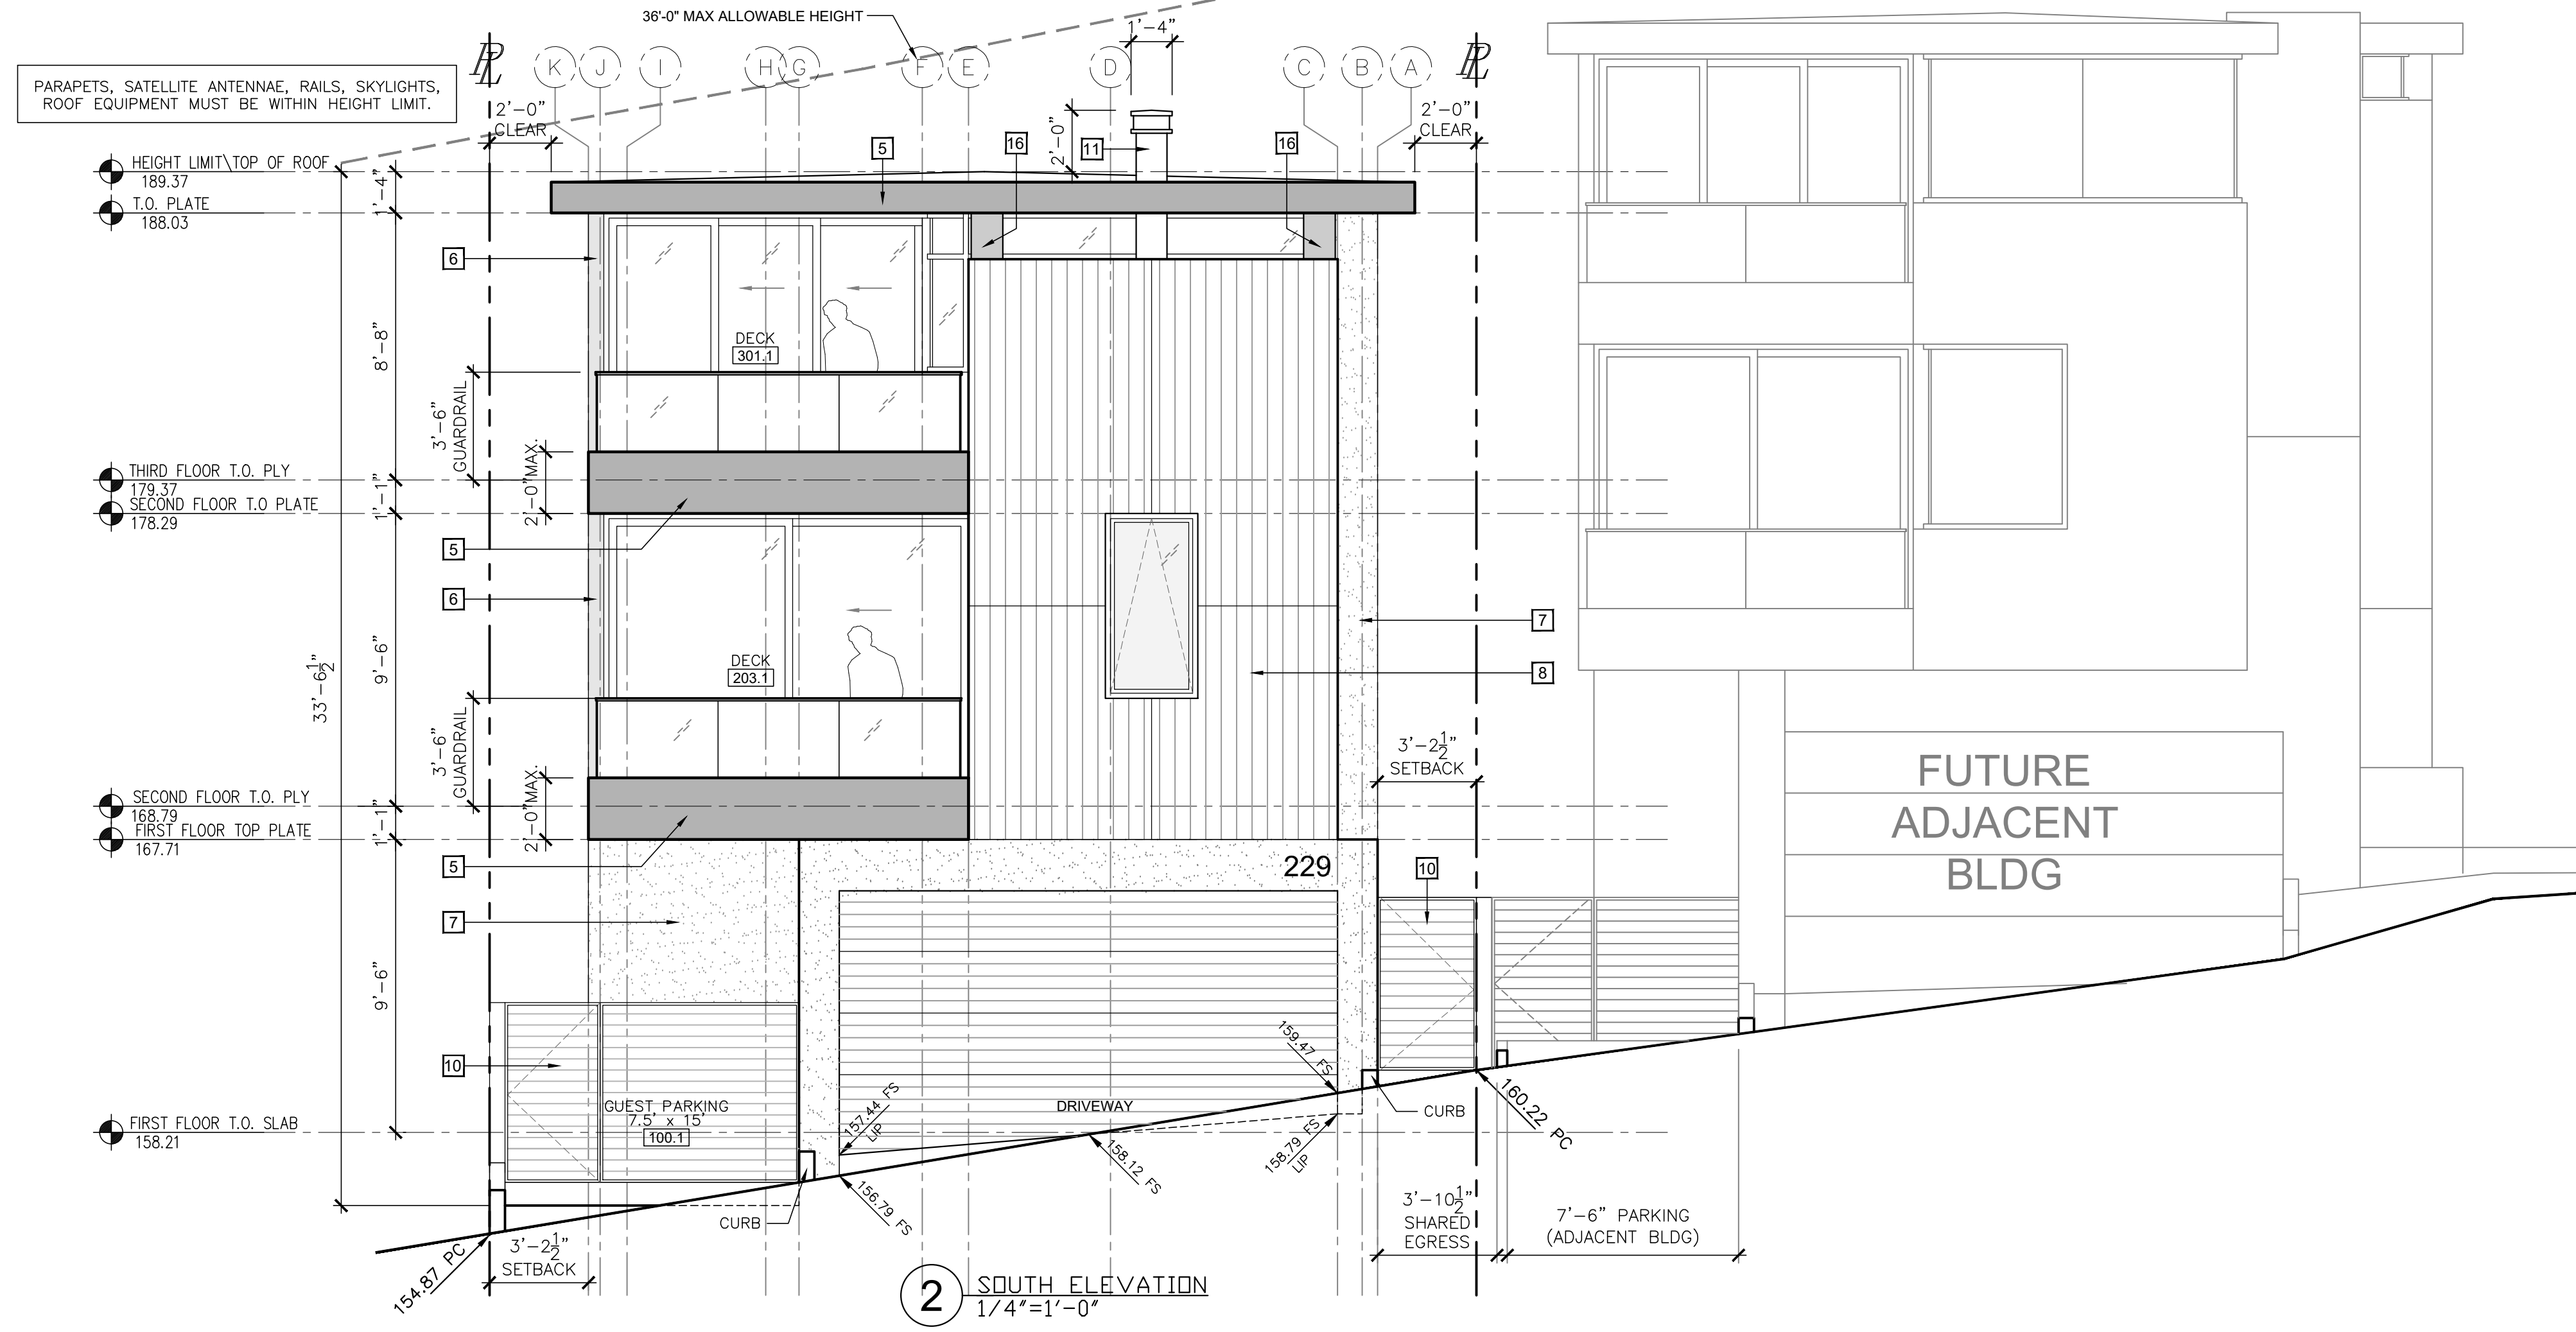 36'-0" MAX ALLOWABLE HEIGHT
1'-4"
PL
K
J
I
H
G
F
E
D
C
B
A
PL
PARAPETS, SATELLITE ANTENNAE, RAILS, SKYLIGHTS,
ROOF EQUIPMENT MUST BE WITHIN HEIGHT LIMIT.
2'-0"
CLEAR
2'-0"
CLEAR
2'-0"
5
16
11
16
HEIGHT LIMIT\TOP OF ROOF
189.37
1'-4"
T.O. PLATE
188.03
6
8'-8"
DECK
301.1
3'-6"
GUARDRAIL
2'-0"MAX.
THIRD FLOOR T.O. PLY
179.37
1'-1"
SECOND FLOOR T.O PLATE
178.29
5
6
7
8
DECK
203.1
9'-6"
33'-6 1/2"
3'-6"
GUARDRAIL
2'-0"MAX.
3'-2 1/2"
SETBACK
FUTURE
ADJACENT
BLDG
SECOND FLOOR T.O. PLY
168.79
1'-1"
FIRST FLOOR TOP PLATE
167.71
5
229
10
7
9'-6"
10
GUEST PARKING
7.5' x 15'
100.1
157.44 FS
LIP
DRIVEWAY
159.47 FS
CURB
160.22 PC
FIRST FLOOR T.O. SLAB
158.21
158.12 FS
158.79 FS
LIP
156.79 FS
CURB
154.87 PC
3'-2 1/2"
SETBACK
3'-10 1/2"
SHARED
EGRESS
7'-6" PARKING
(ADJACENT BLDG)
2
SOUTH ELEVATION
1/4"=1'-0"